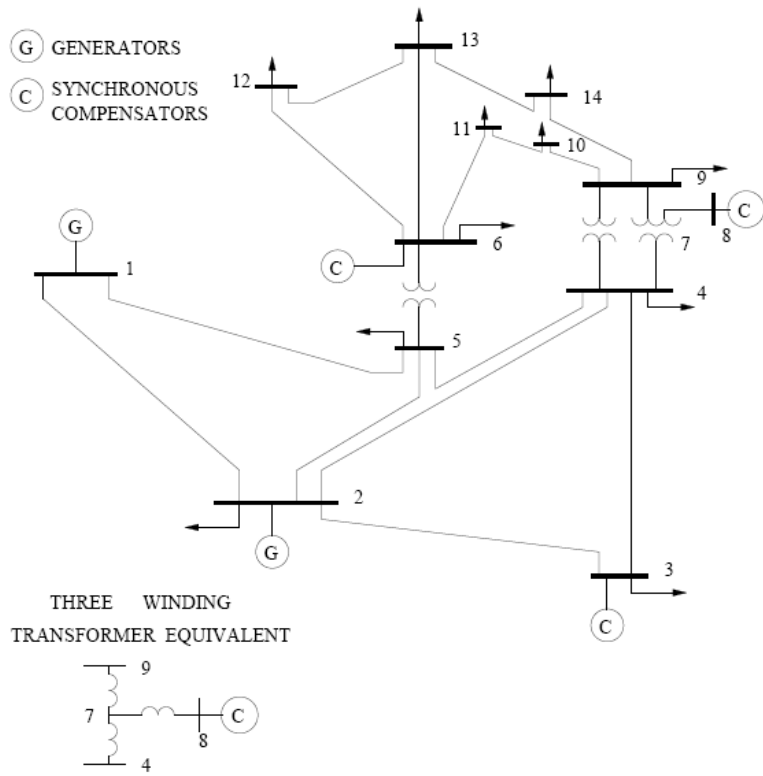 G GENERATORS
C SYNCHRONOUS
COMPENSATORS
13
12
14
11
10
9
G
C
7
8
6
C
1
4
5
2
G
3
C
THREE WINDING
TRANSFORMER EQUIVALENT
9
7
C
8
4